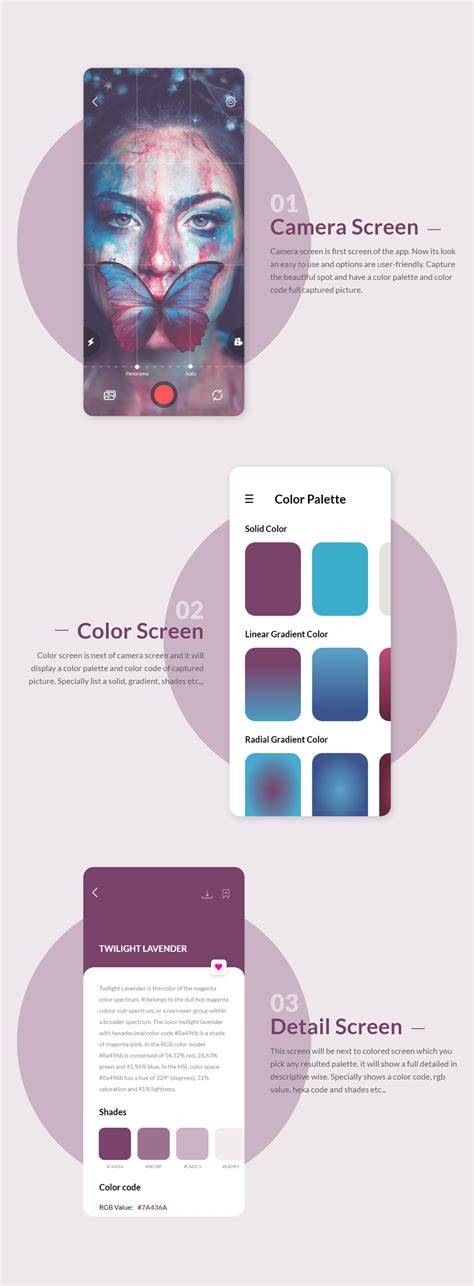 01
Camera Screen
Camera screen is first screen of the app. Now its look
an easy to use and options are user-friendly. Capture
the beautiful spot and have a color palette and color
code full captured picture.
Panorama
Auto
Color Palette
Solid Color
Linear Gradient Color
Radial Gradient Color
02
Color Screen
Color screen is next of camera screen and it will
display a color palette and color code of captured
picture. Specially list a solid, gradient, shades etc...
TWILIGHT LAVENDER
Twilight Lavender is the color of the magenta
color spectrum. It belongs to the dull hot magenta
colour sub-spectrum, or a narrower group within
a broader spectrum. The color twilight lavender
with hexadecimal color code #8a496b is a shade
of magenta-pink. In the RGB color model
#8a496b is comprised of 54.12% red, 28.63%
green and 41.96% blue. In the HSL color space
#8a496b has a hue of 329° (degrees), 31%
saturation and 41% lightness.
Shades
Color code
RGB Value: #7A436A
03
Detail Screen
This screen will be next to colored screen which you
pick any resulted palette, it will show a full detailed in
descriptive wise. Specially shows a color code, rgb
value, hexa code and shades etc...